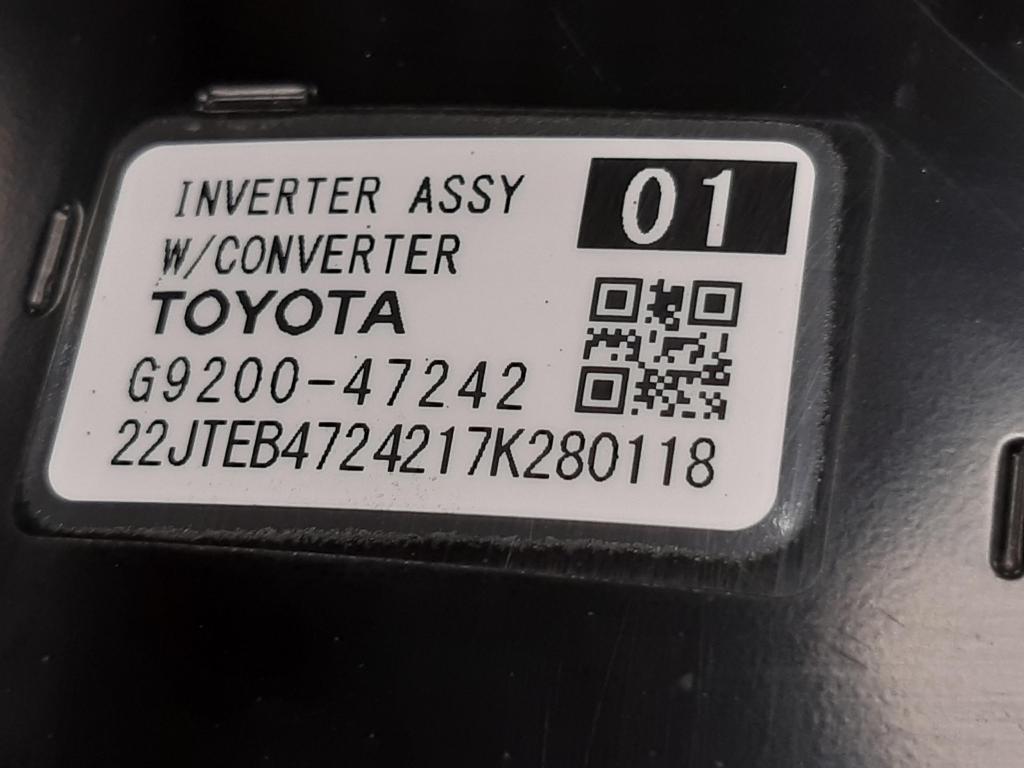 INVERTER ASSY 01
W/CONVERTER
TOYOTA
G9200-47242
22JTEB4724217K280118